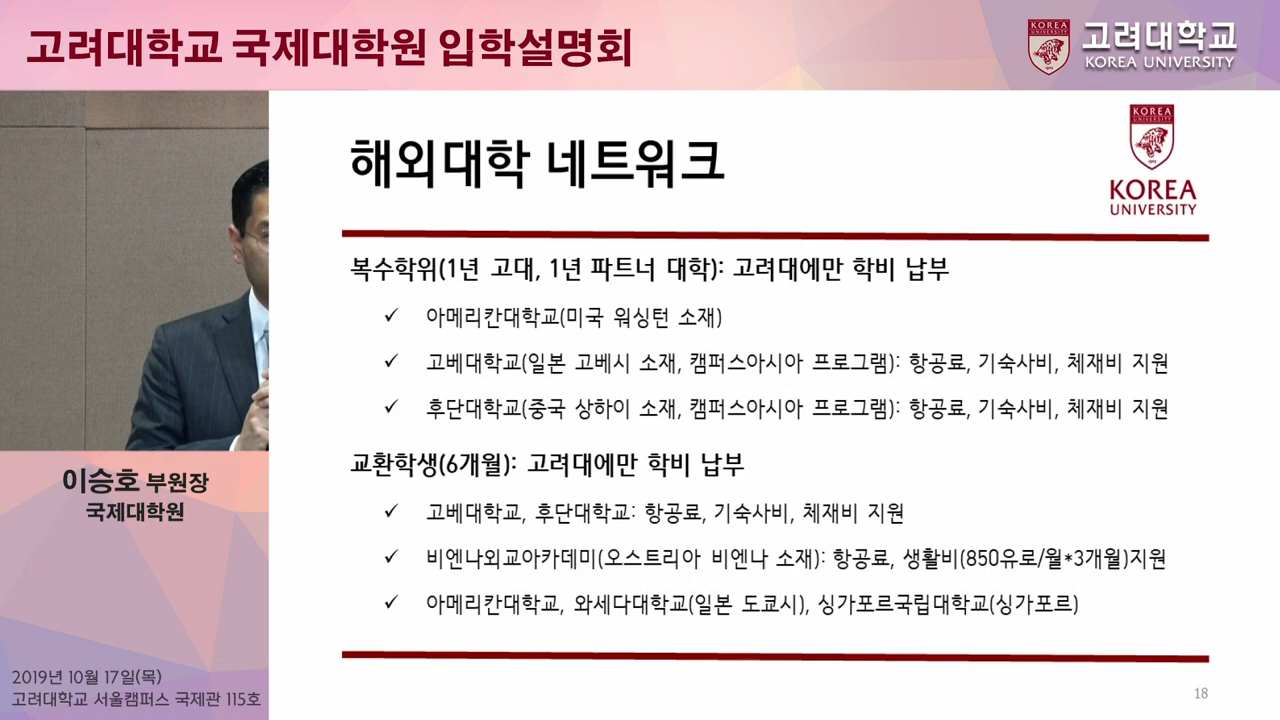 고려대학교 국제대학원 입학설명회
KOREA
UNIVERSITY
1905
고려대학교
KOREA UNIVERSITY
해외대학 네트워크
KOREA
UNIVERSITY
1905
KOREA
UNIVERSITY
복수학위(1년 고대, 1년 파트너 대학): 고려대에만 학비 납부
✓ 아메리칸대학교(미국 워싱턴 소재)
✓ 고베대학교(일본 고베시 소재, 캠퍼스아시아 프로그램): 항공료, 기숙사비, 체재비 지원
✓ 후단대학교(중국 상하이 소재, 캠퍼스아시아 프로그램): 항공료, 기숙사비, 체재비 지원
교환학생(6개월): 고려대에만 학비 납부
✓ 고베대학교, 후단대학교: 항공료, 기숙사비, 체재비 지원
✓ 비엔나외교아카데미(오스트리아 비엔나 소재): 항공료, 생활비(850유로/월*3개월)지원
✓ 아메리칸대학교, 와세다대학교(일본 도쿄시), 싱가포르국립대학교(싱가포르)
18
이승호 부원장
국제대학원
2019년 10월 17일(목)
고려대학교 서울캠퍼스 국제관 115호